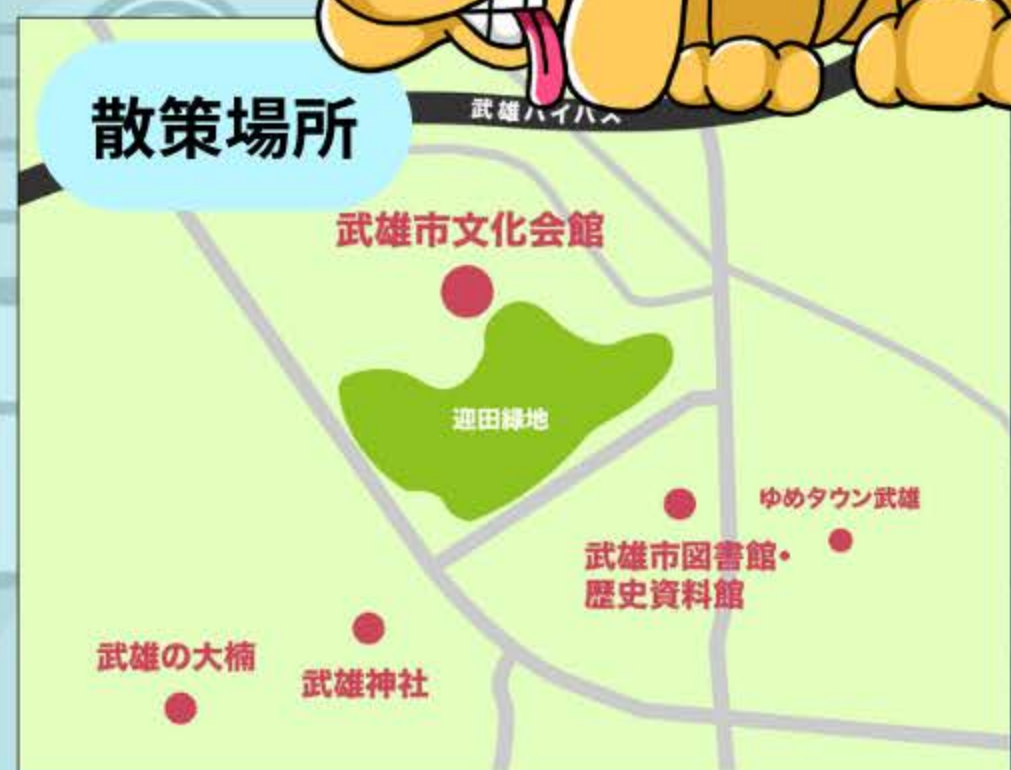 散策場所
武雄バイパス
武雄市文化会館
迎田緑地
ゆめタウン武雄
武雄市図書館・
歴史資料館
武雄の大楠
武雄神社